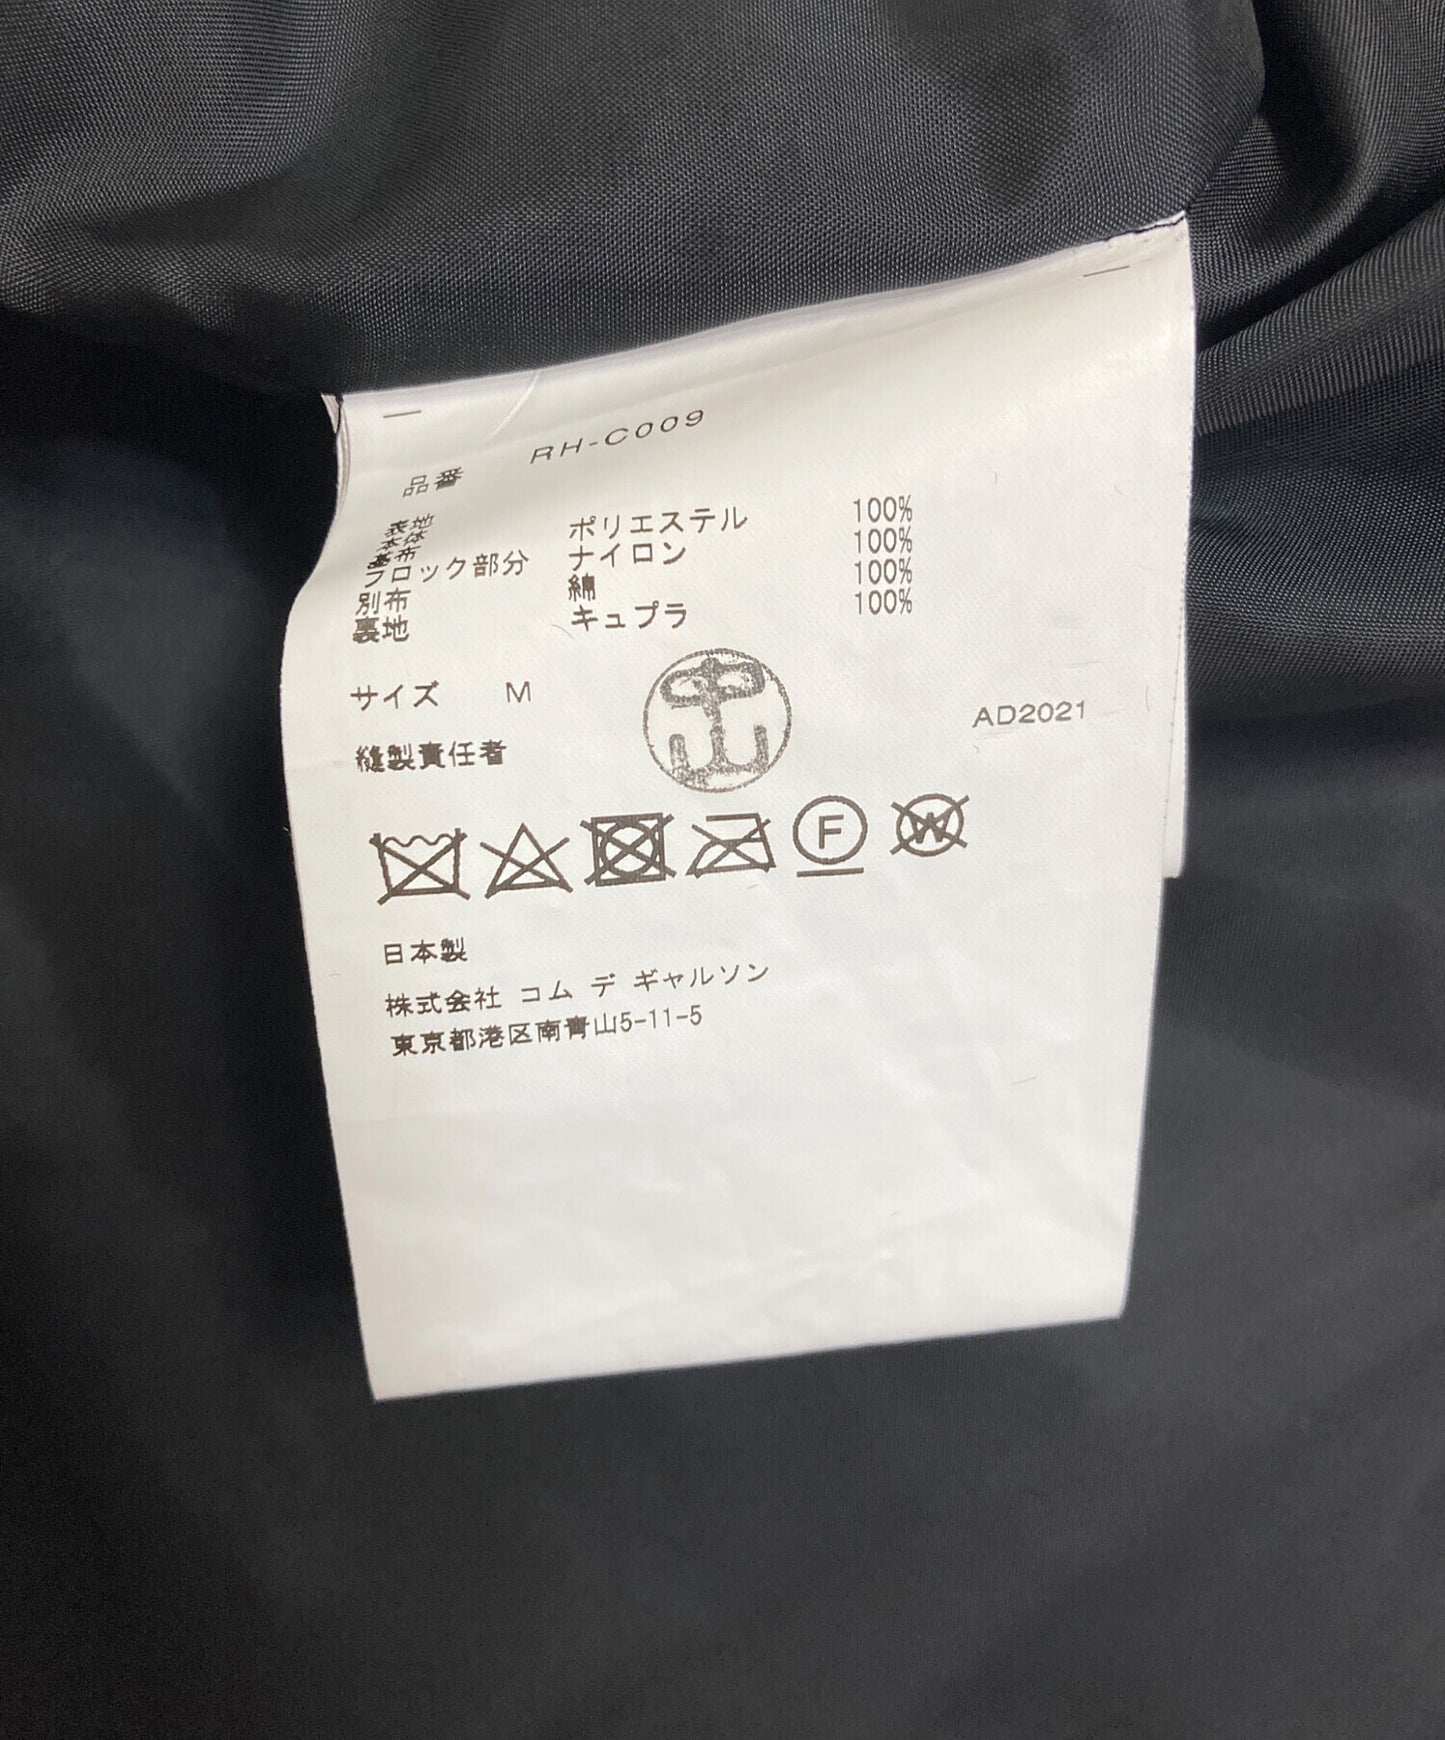 品番 RH-C009
表地
本体 ポリエステル 100%
基布 ナイロン 100%
フロック部分
別布 綿 100%
裏地 キュプラ 100%
サイズ M
AD2021
縫製責任者
F W
日本製
株式会社 コム デ ギャルソン
東京都港区南青山5-11-5